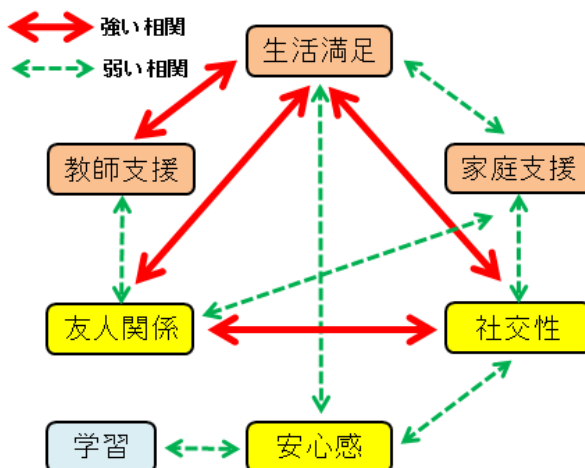 強い相関
弱い相関
生活満足
教師支援
家庭支援
友人関係
社交性
学習
安心感